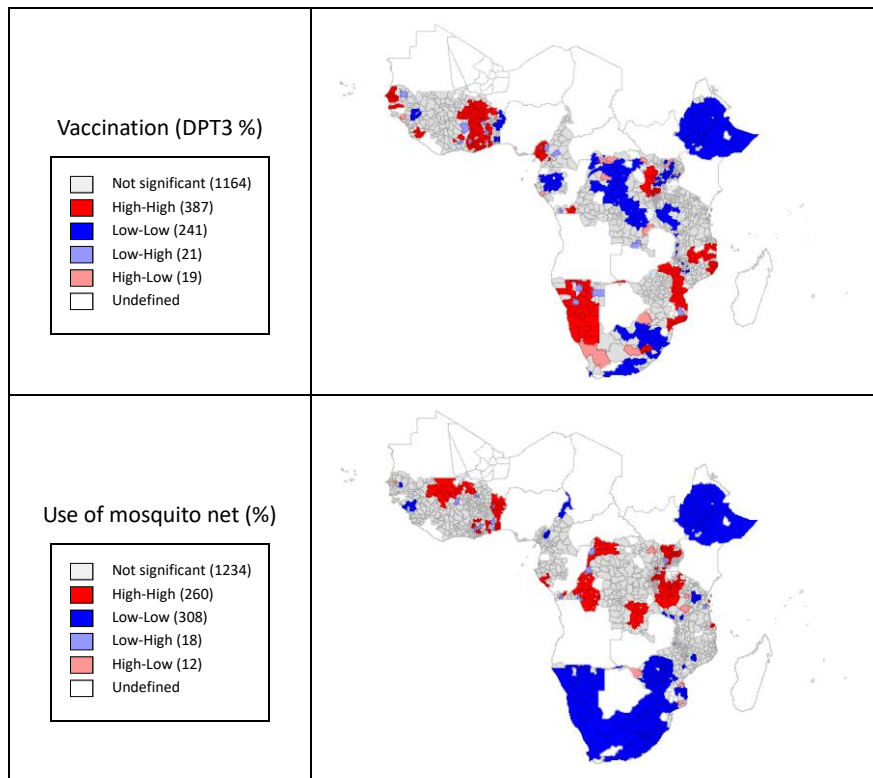 Vaccination (DPT3 %)
Not significant (1164)
High-High (387)
Low-Low (241)
Low-High (21)
High-Low (19)
Undefined
Use of mosquito net (%)
Not significant (1234)
High-High (260)
Low-Low (308)
Low-High (18)
High-Low (12)
Undefined